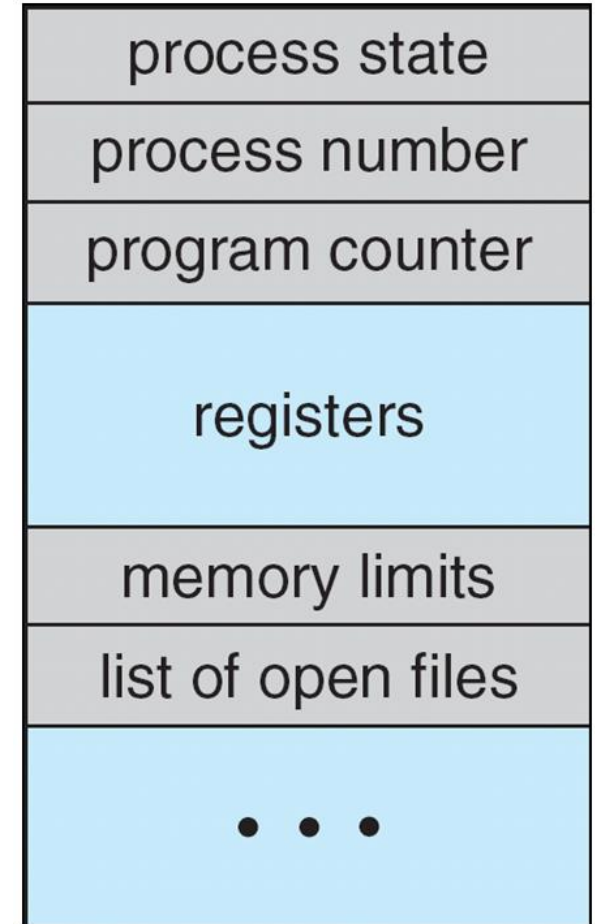 process state
process number
program counter
registers
memory limits
list of open files
• • •